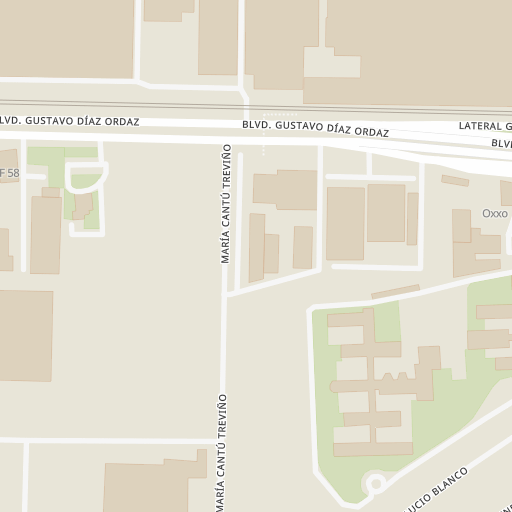 BLVD. GUSTAVO DÍAZ ORDAZ
BLVD. GUSTAVO DÍAZ ORDAZ
LATERAL G
BLVD
F 58
MARÍA CANTÚ TREVIÑO
Oxxo
MARÍA CANTÚ TREVIÑO
LUCIO BLANCO